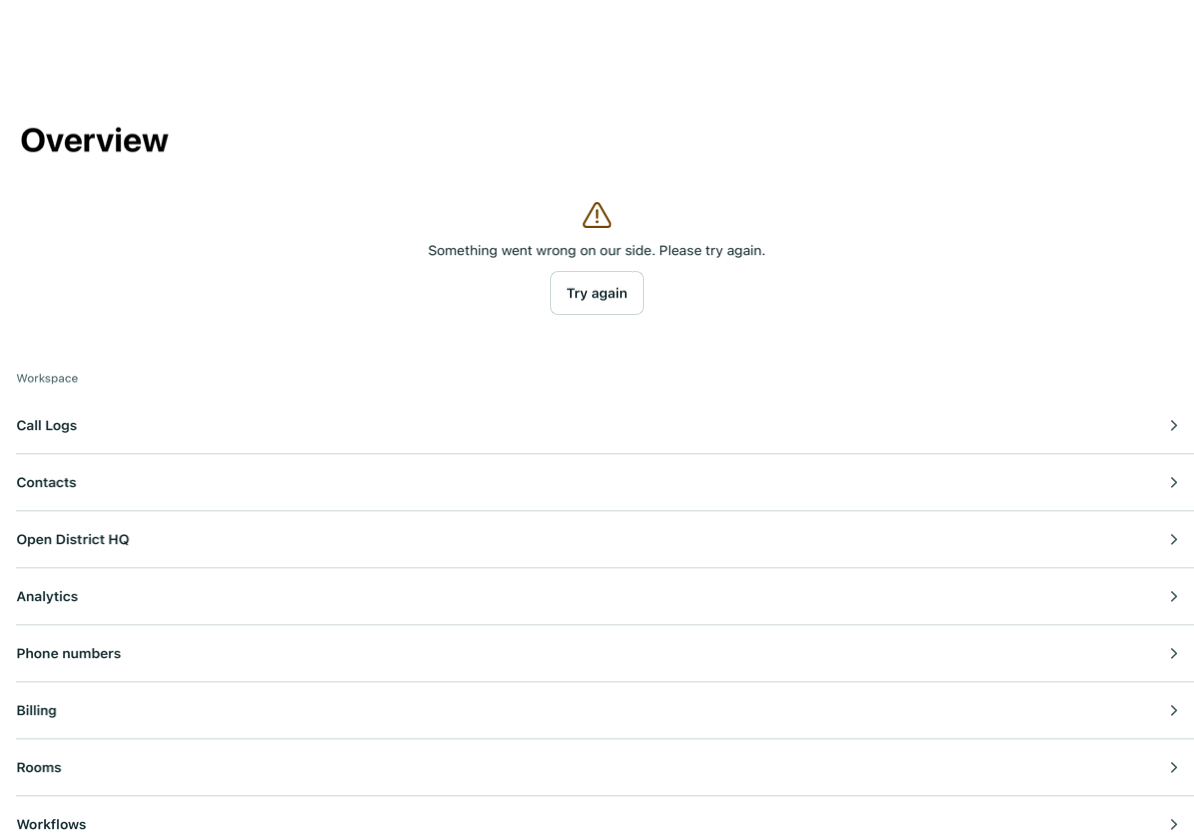 Overview
Something went wrong on our side. Please try again.
Try again
Workspace
Call Logs
Contacts
Open District HQ
Analytics
Phone numbers
Billing
Rooms
Workflows